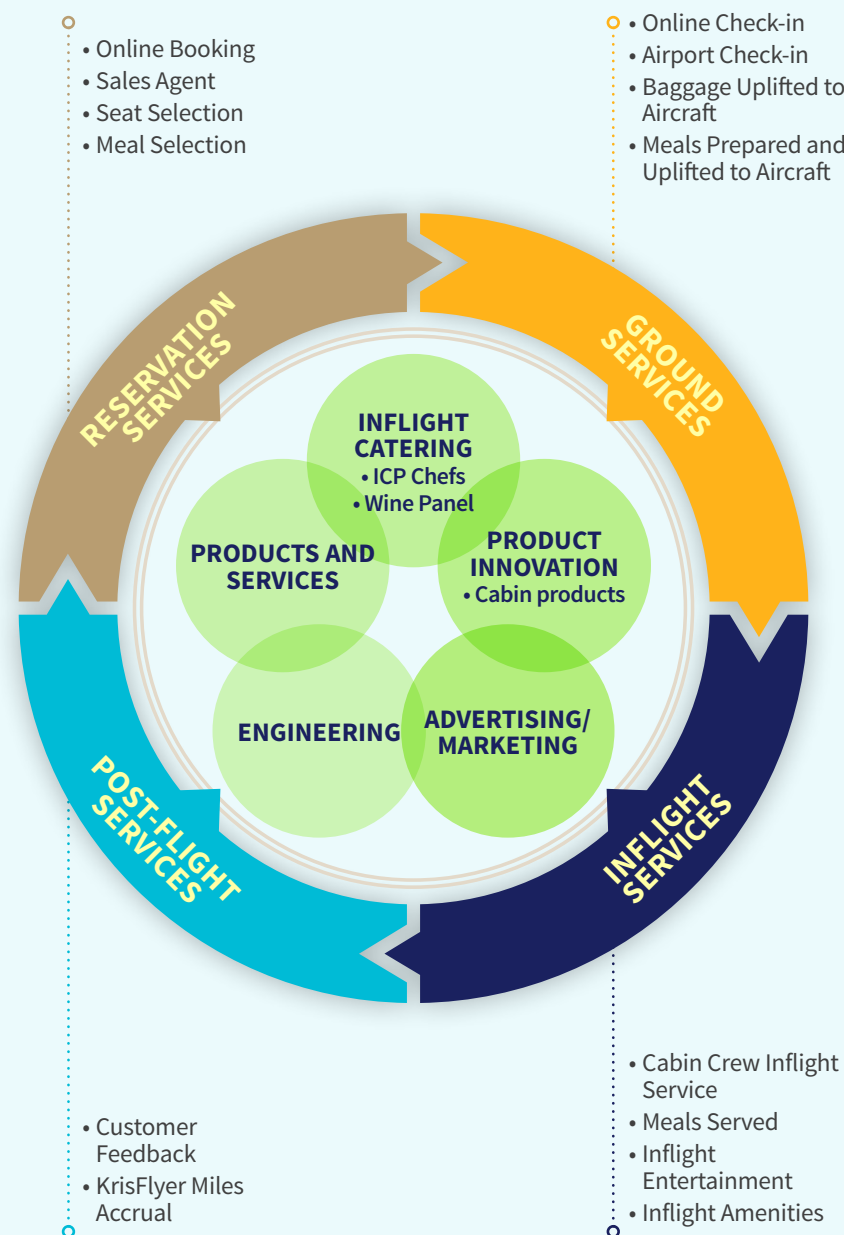 • Online Booking
• Sales Agent
• Seat Selection
• Meal Selection
• Online Check-in
• Airport Check-in
• Baggage Uplifted to
Aircraft
• Meals Prepared and
Uplifted to Aircraft
RESERVATION
SERVICES
GROUND
SERVICES
INFLIGHT
CATERING
• ICP Chefs
• Wine Panel
PRODUCTS AND
SERVICES
PRODUCT
INNOVATION
• Cabin products
ENGINEERING
ADVERTISING/
MARKETING
POST-FLIGHT
SERVICES
INFLIGHT
SERVICES
• Customer
Feedback
• KrisFlyer Miles
Accrual
• Cabin Crew Inflight
Service
• Meals Served
• Inflight
Entertainment
• Inflight Amenities